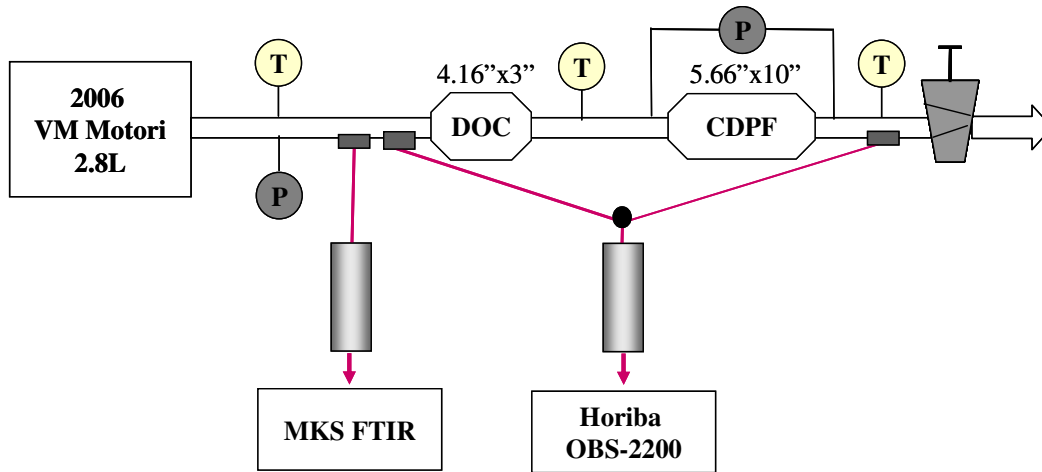 P
T
4.16”x3”
T
5.66”x10”
T
2006
VM Motori
2.8L
DOC
CDPF
P
MKS FTIR
Horiba
OBS-2200